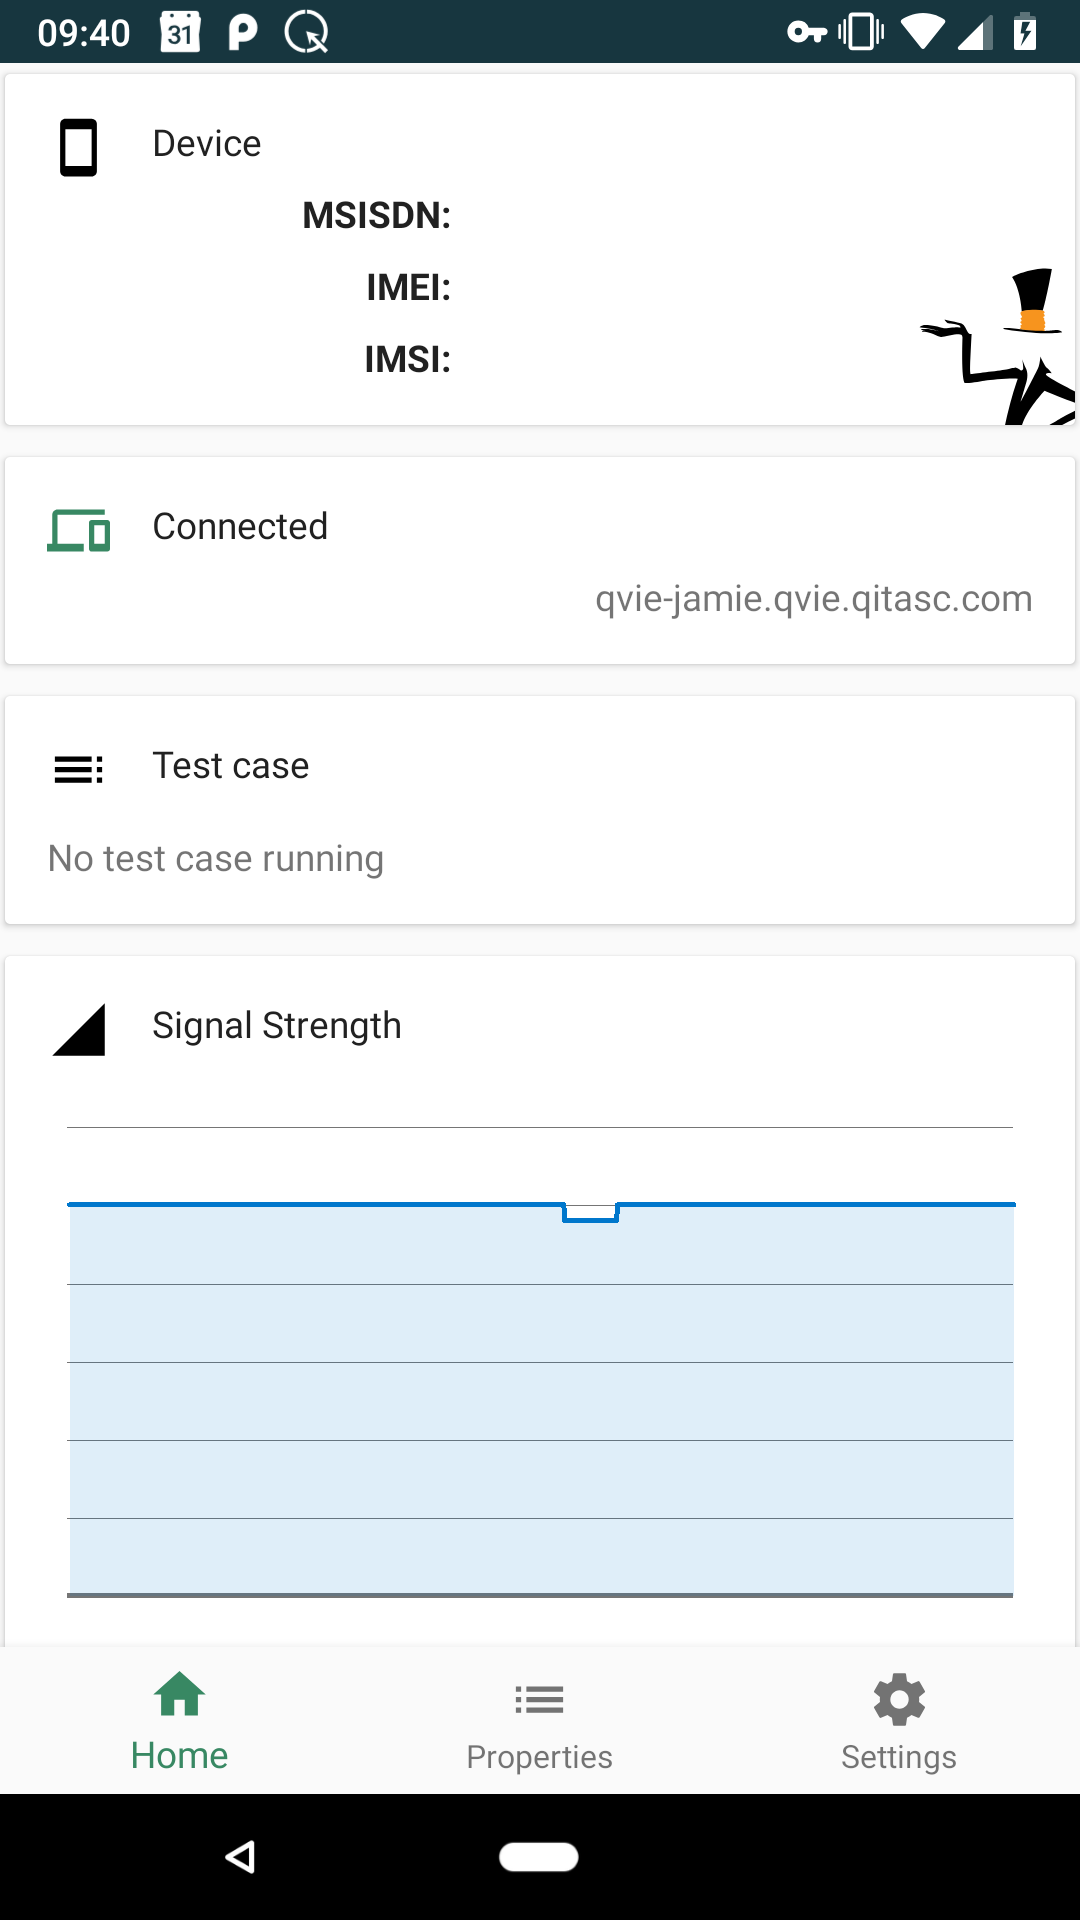 09:40 31
Device
MSISDN:
IMEI:
IMSI:
Connected
qvie-jamie.qvie.qitasc.com
Test case
No test case running
Signal Strength
Home Properties Settings